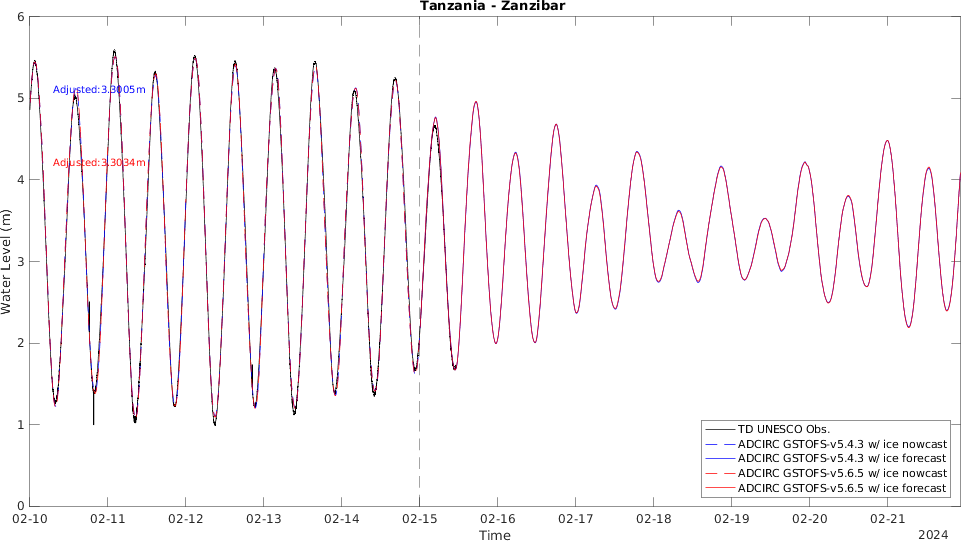 Tanzania - Zanzibar
6
5
4
3
2
1
0
Water Level (m)
Adjusted:3.3005m
Adjusted:3.3034m
TD UNESCO Obs.
ADCIRC GSTOFS-v5.4.3 w/ ice nowcast
ADCIRC GSTOFS-v5.4.3 w/ ice forecast
ADCIRC GSTOFS-v5.6.5 w/ ice nowcast
ADCIRC GSTOFS-v5.6.5 w/ ice forecast
02-10 02-11 02-12 02-13 02-14 02-15 02-16 02-17 02-18 02-19 02-20 02-21
Time
2024